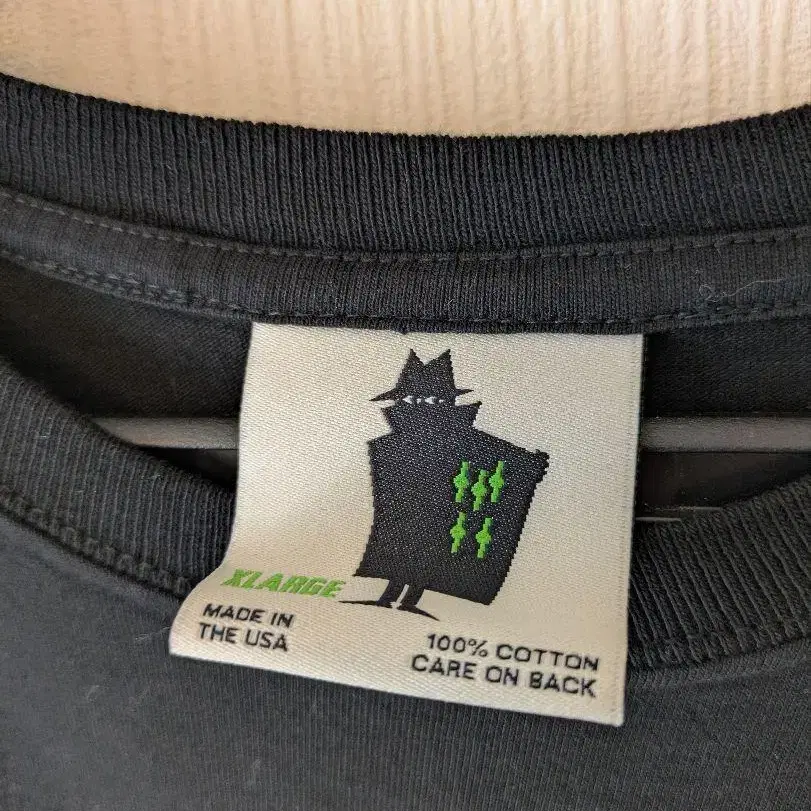 XLARGE
MADE IN
THE USA
100% COTTON
CARE ON BACK